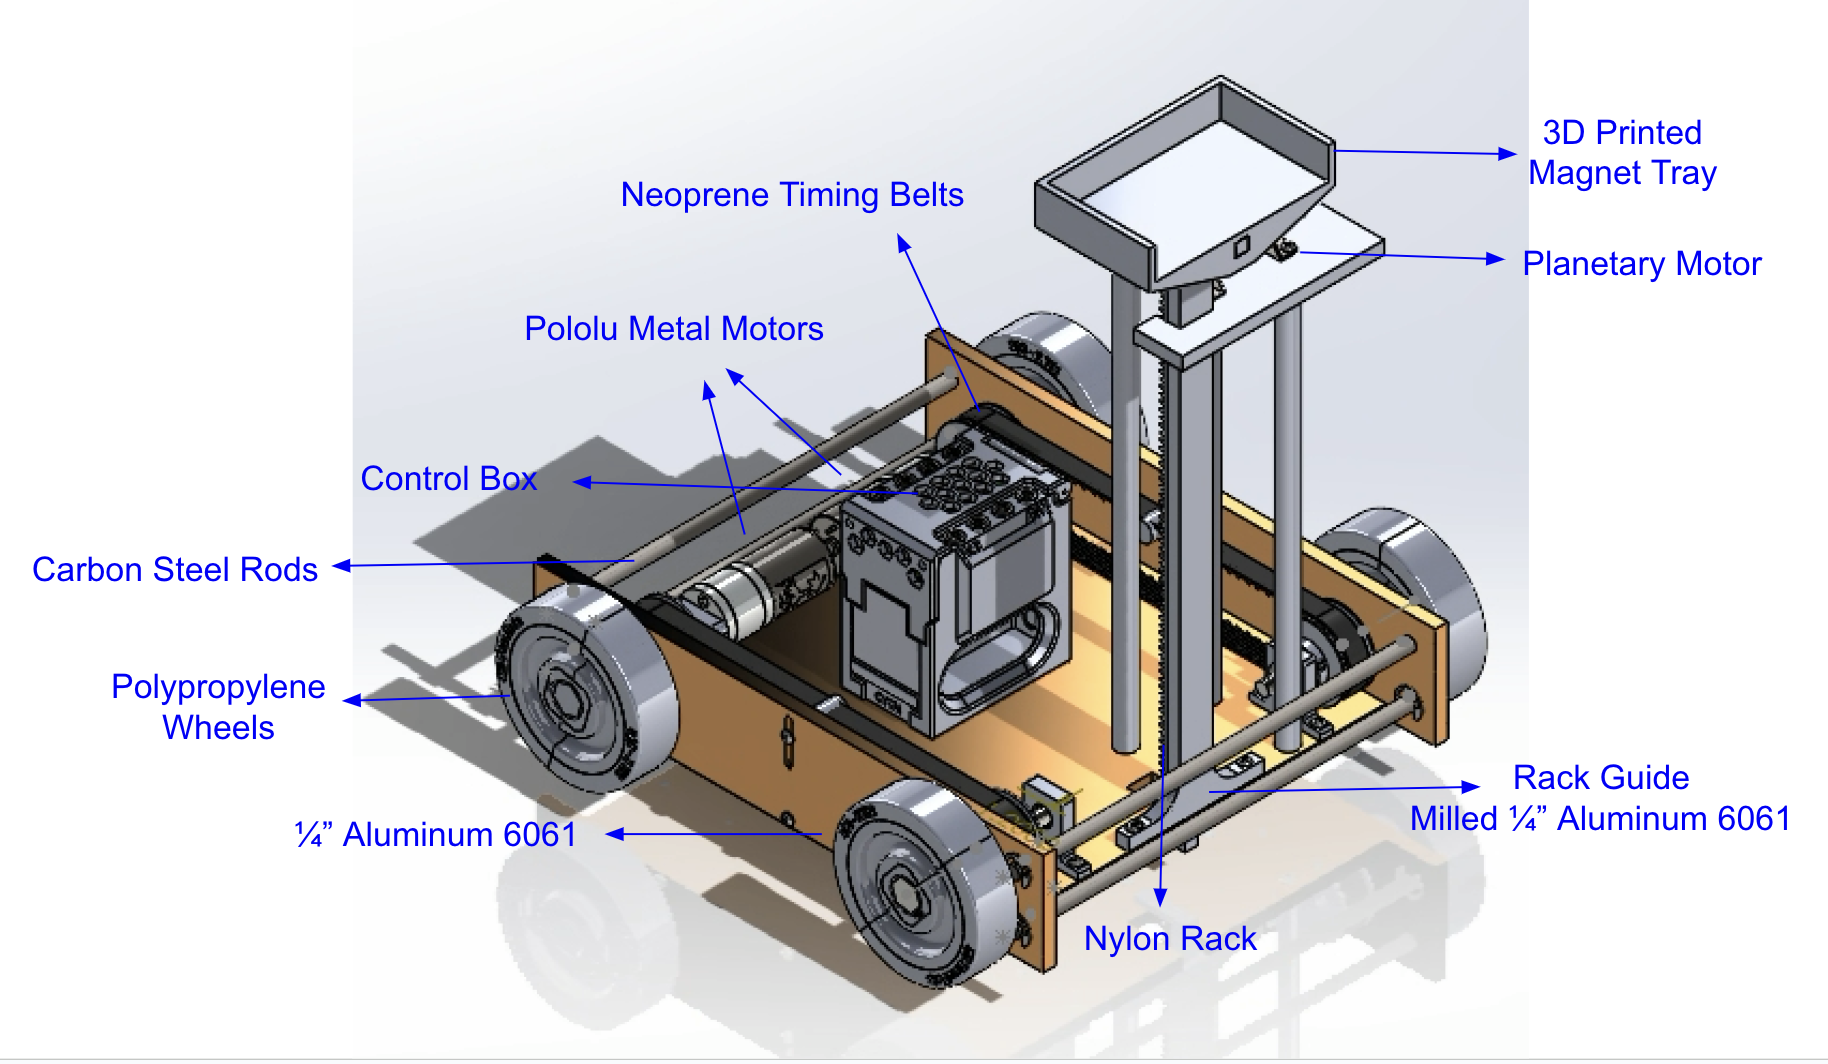 3D Printed
Magnet Tray
Neoprene Timing Belts
Planetary Motor
Pololu Metal Motors
Control Box
Carbon Steel Rods
Polypropylene
Wheels
Rack Guide
Milled ¼” Aluminum 6061
¼” Aluminum 6061
Nylon Rack